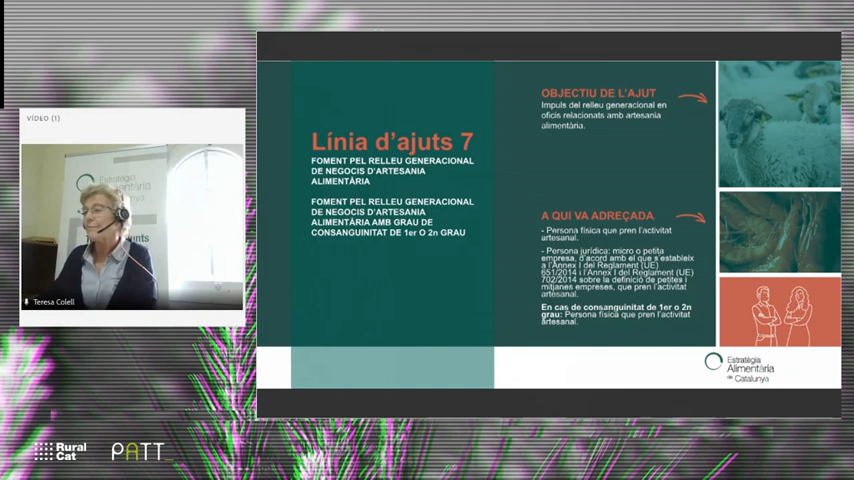 VÍDEO (1)
Estratègia
Alimentària
Teresa Colell
Línia d'ajuts 7
FOMENT PEL RELLEU GENERACIONAL
DE NEGOCIS D'ARTESANIA
ALIMENTÀRIA
FOMENT PEL RELLEU GENERACIONAL
DE NEGOCIS D'ARTESANIA
ALIMENTÀRIA AMB GRAU DE
CONSANGUINITAT DE 1er O 2n GRAU
OBJECTIU DE L'AJUT
Impuls del relleu generacional en
oficis relacionats amb artesania
alimentària.
A QUI VA ADREÇADA
- Persona física que pren l'activitat
artesanal.
- Persona jurídica: micro o petita
empresa, d'acord amb el que s'estableix
a l'Annex I del Reglament (UE)
651/2014 i l'Annex I del Reglament (UE)
702/2014 sobre la definició de petites i
mitjanes empreses, que pren l'activitat
artesanal.
En cas de consanguinitat de 1er o 2n
grau: Persona física que pren l'activitat
artesanal.
Estratègia
Alimentària
de Catalunya
Rural
Cat
PATT_